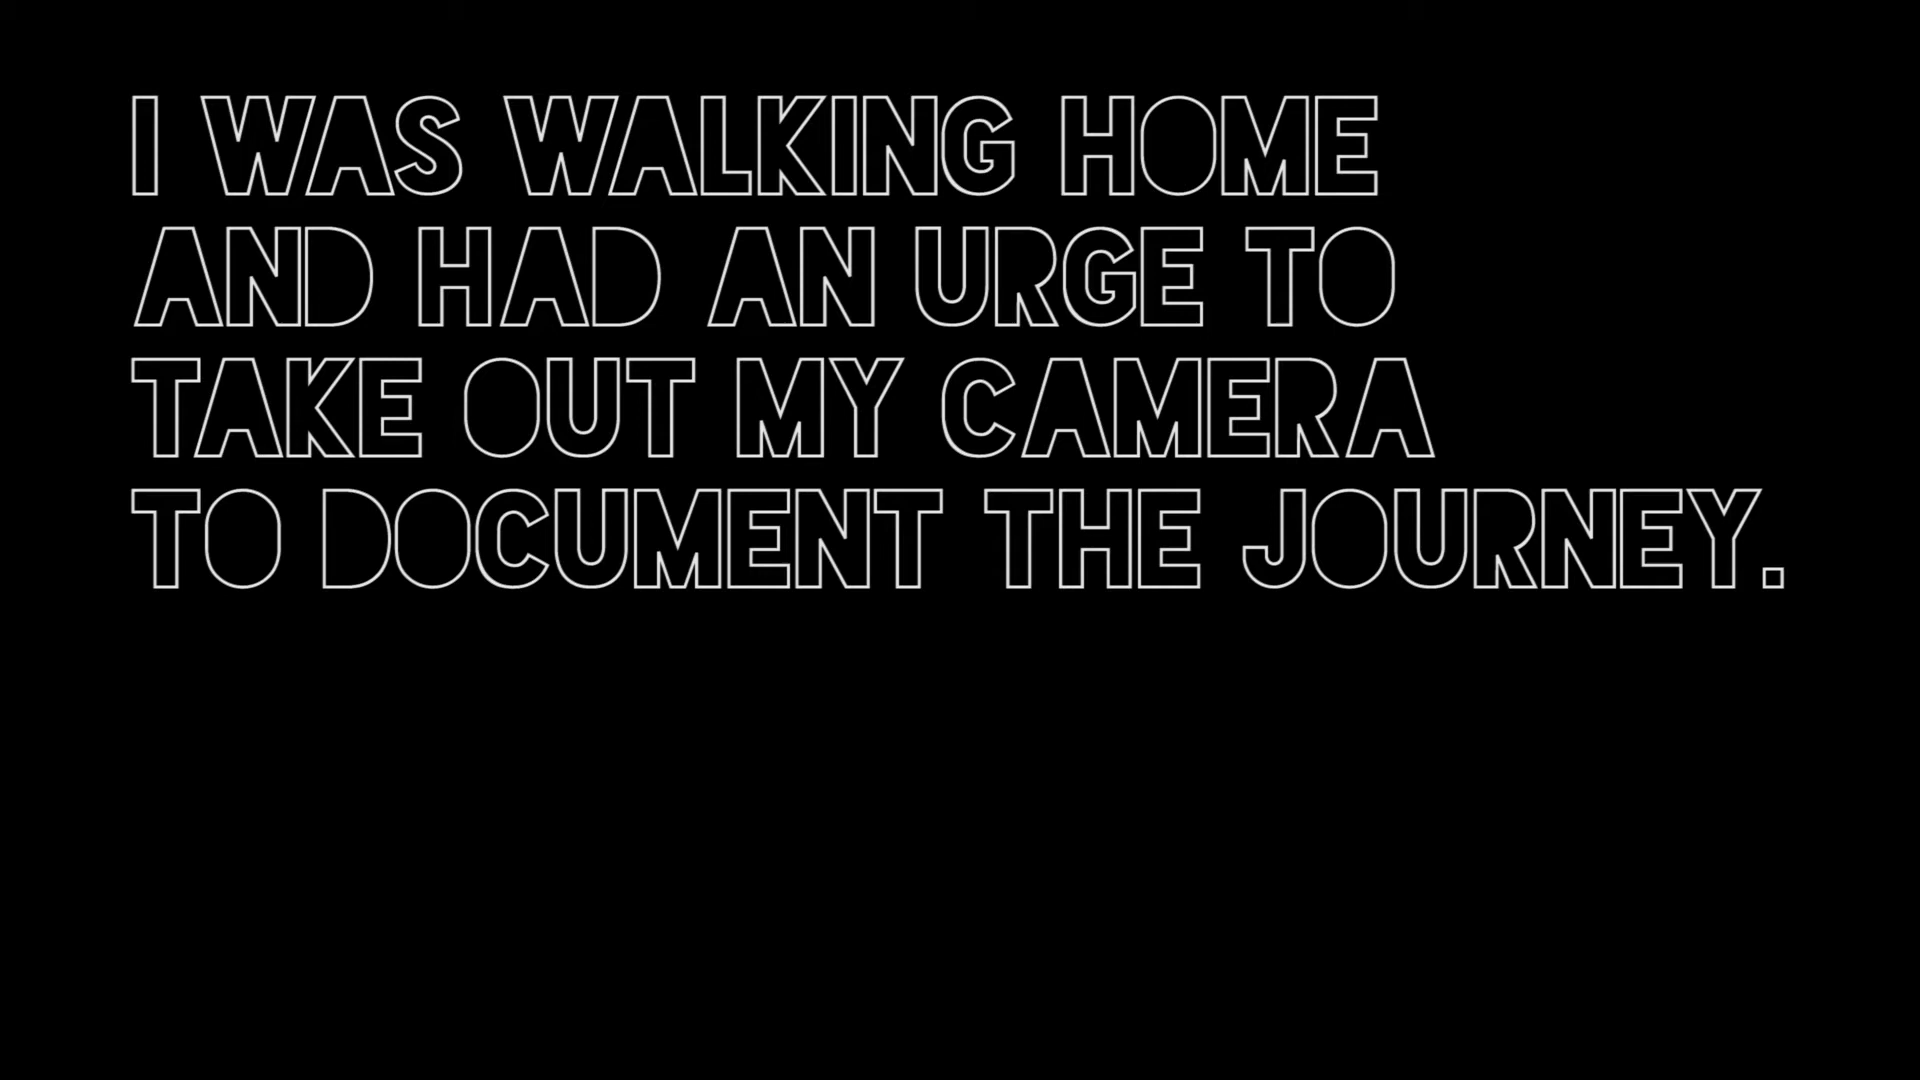 I WAS WALKING HOME
AND HAD AN URGE TO
TAKE OUT MY CAMERA
TO DOCUMENT THE JOURNEY.